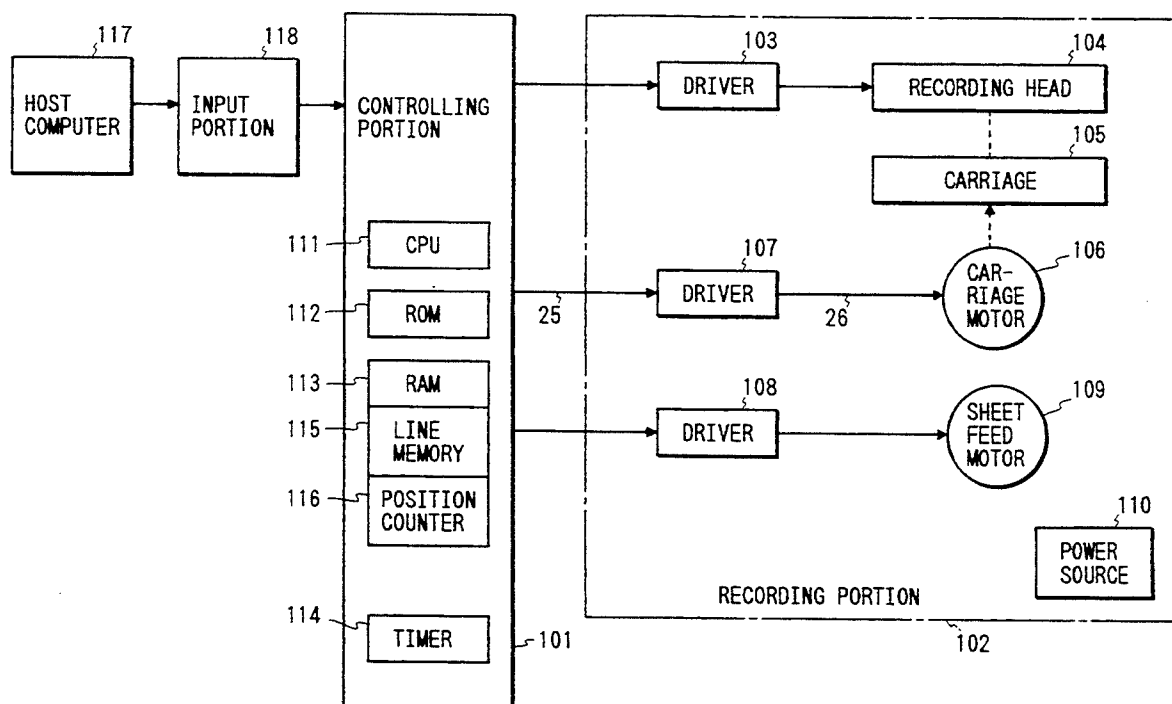 117
HOST
COMPUTER
118
INPUT
PORTION
CONTROLLING
PORTION
111
CPU
112
ROM
113
RAM
115
LINE
MEMORY
116
POSITION
COUNTER
114
TIMER
101
103
DRIVER
104
RECORDING HEAD
105
CARRIAGE
25
107
DRIVER
26
106
CAR-
RIAGE
MOTOR
108
DRIVER
109
SHEET
FEED
MOTOR
110
POWER
SOURCE
RECORDING PORTION
102